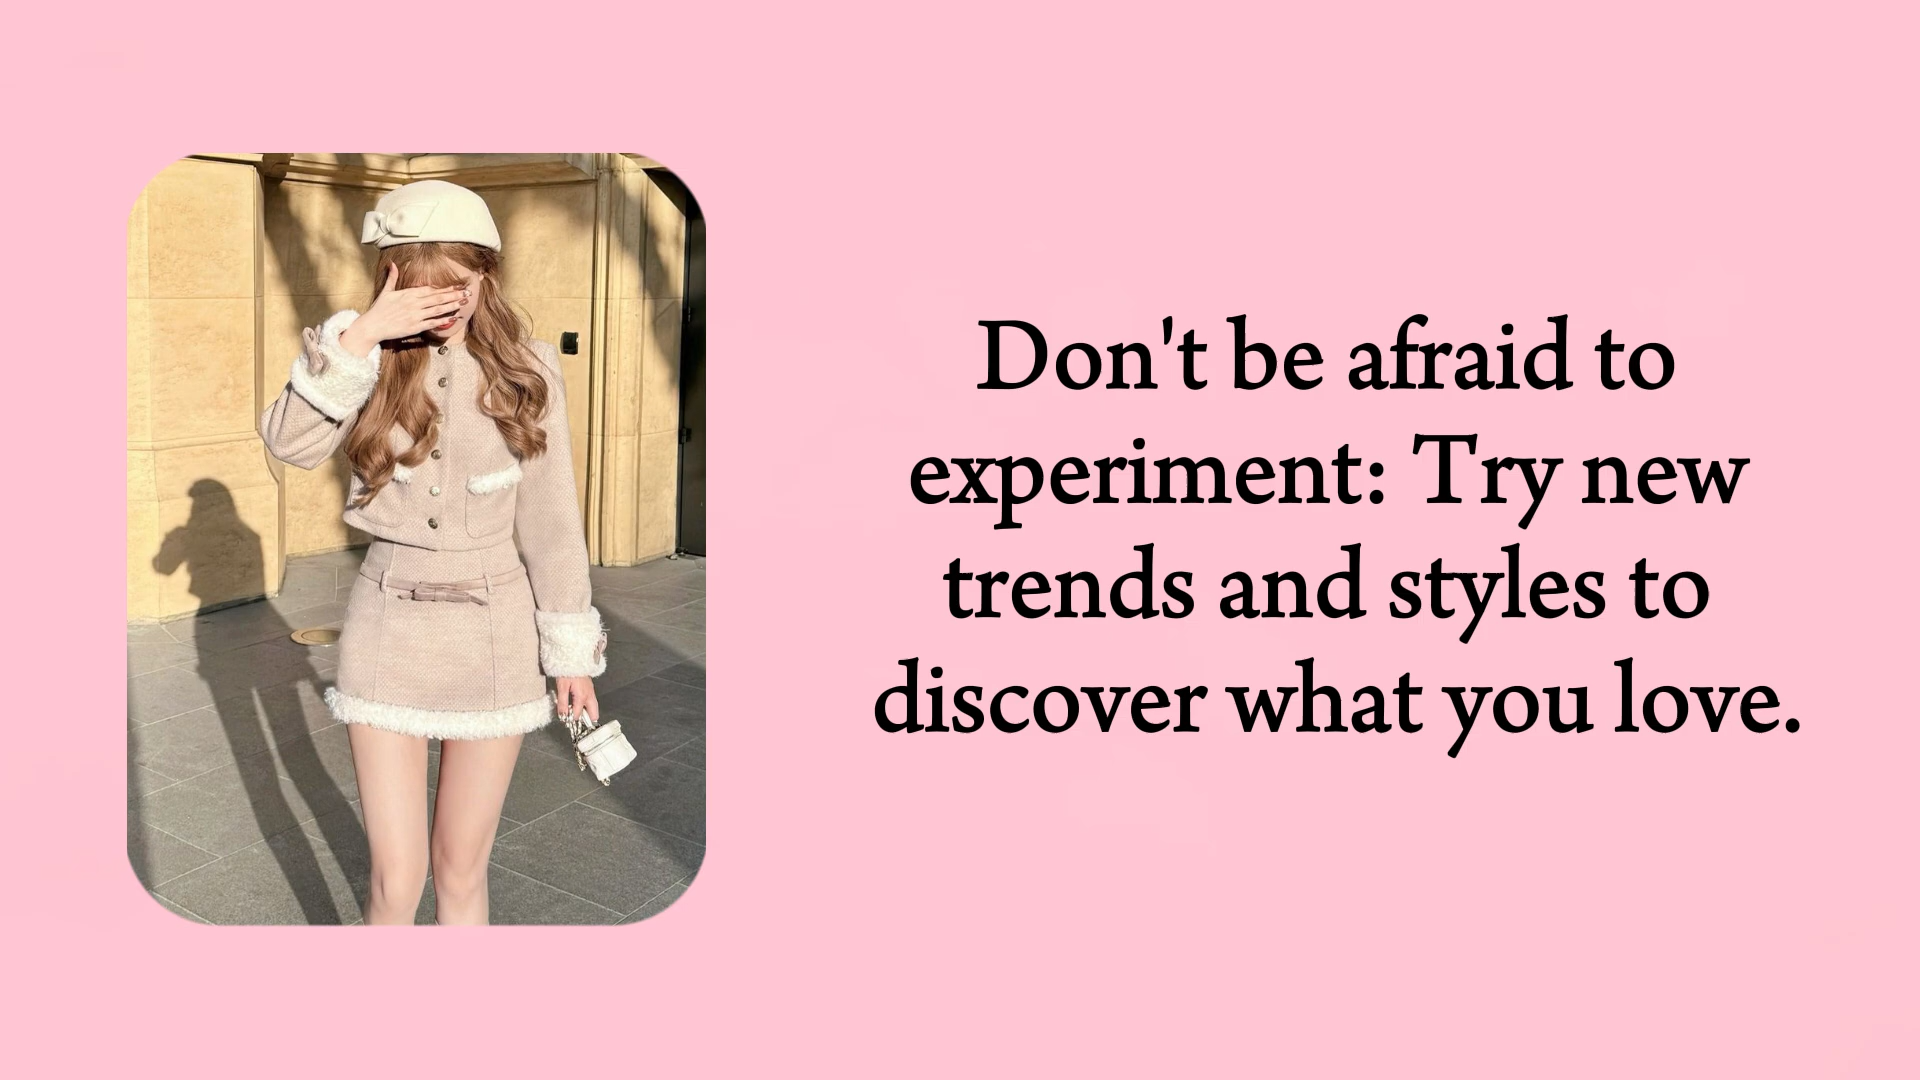 Don't be afraid to
experiment: Try new
trends and styles to
discover what you love.